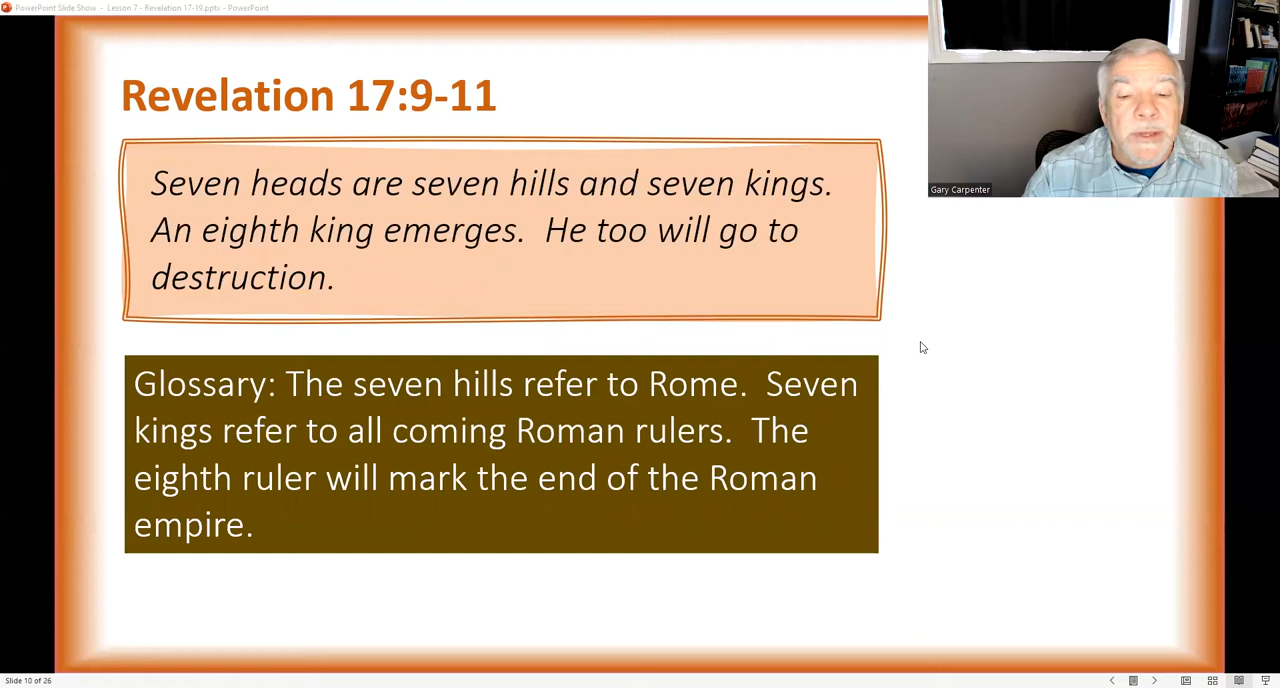 PowerPoint Slide Show - Lesson 7 - Revelation 17-19.pptx - PowerPoint
Revelation 17:9-11
Seven heads are seven hills and seven kings.
An eighth king emerges. He too will go to
destruction.
Gary Carpenter
Glossary: The seven hills refer to Rome. Seven
kings refer to all coming Roman rulers. The
eighth ruler will mark the end of the Roman
empire.
Slide 10 of 26